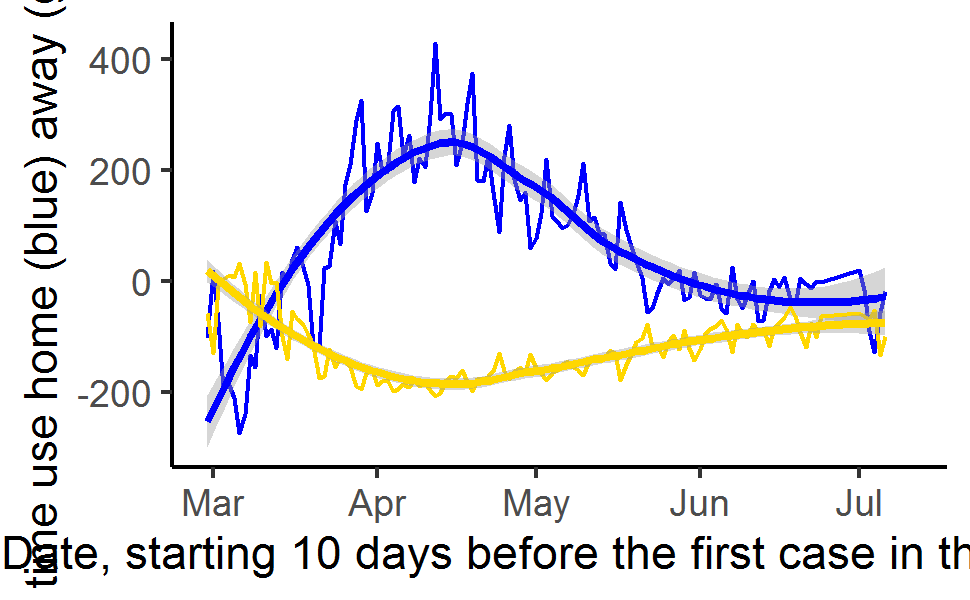 time use home (blue) away (
400
200
0
-200
Mar Apr May Jun Jul
Date, starting 10 days before the first case in th